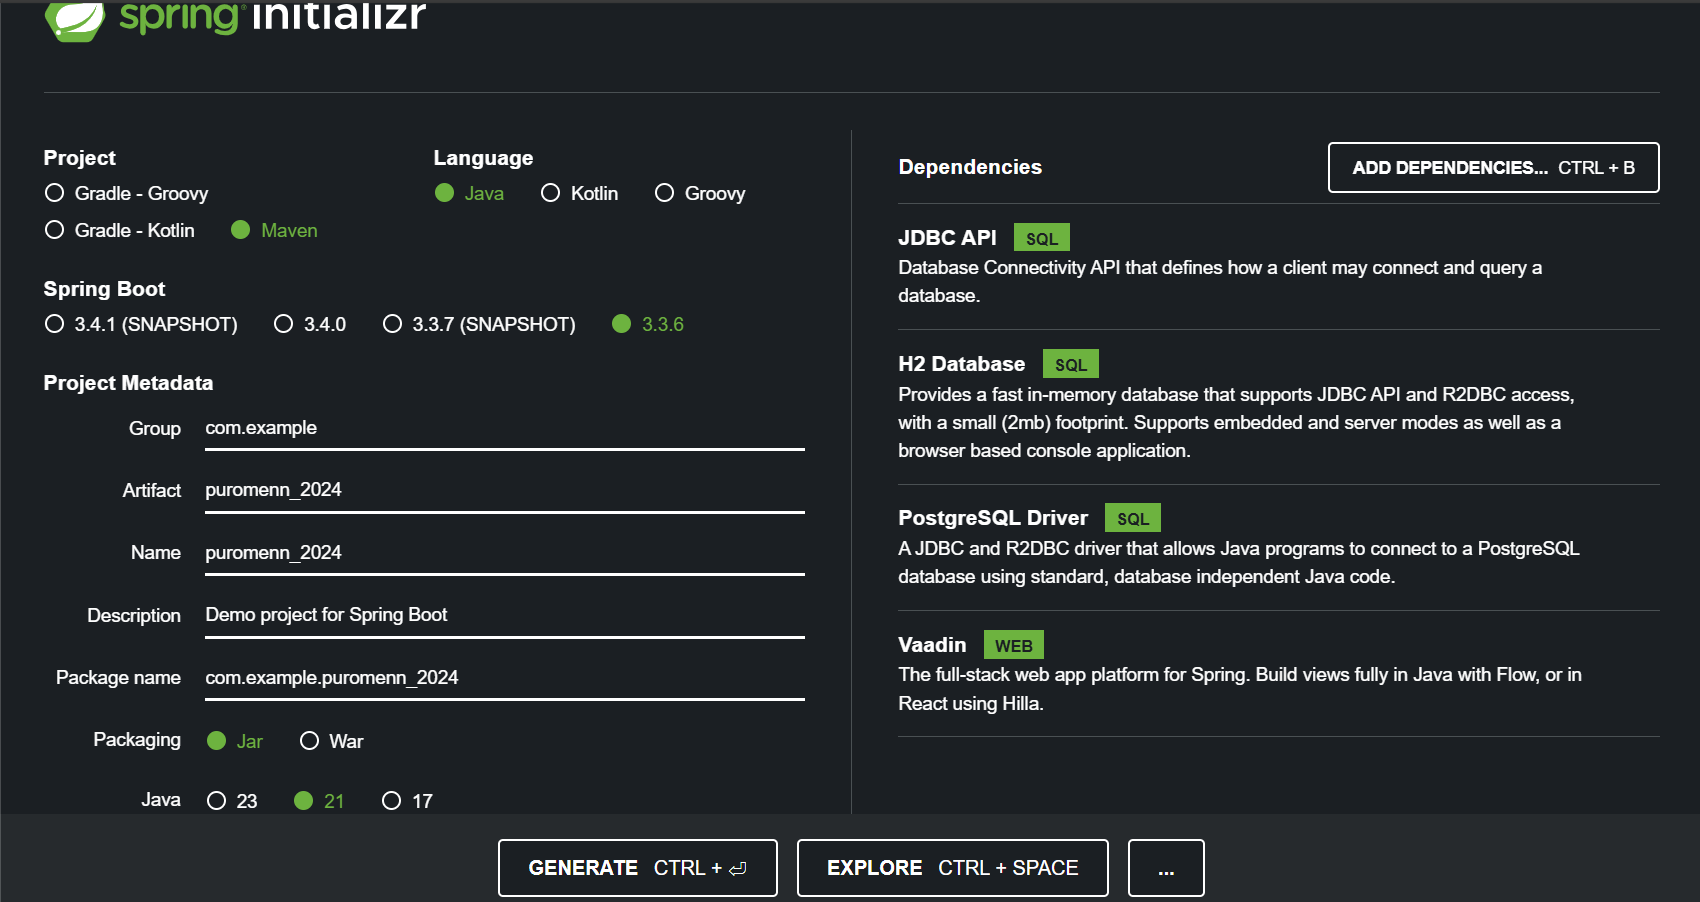 spring initializr
Project
Gradle - Groovy
Gradle - Kotlin Maven
Language
Java Kotlin Groovy
Spring Boot
3.4.1 (SNAPSHOT) 3.4.0 3.3.7 (SNAPSHOT) 3.3.6
Project Metadata
Group com.example
Artifact puromenn_2024
Name puromenn_2024
Description Demo project for Spring Boot
Package name com.example.puromenn_2024
Packaging Jar War
Java 23 21 17
Dependencies
ADD DEPENDENCIES... CTRL + B
JDBC API SQL
Database Connectivity API that defines how a client may connect and query a
database.
H2 Database SQL
Provides a fast in-memory database that supports JDBC API and R2DBC access,
with a small (2mb) footprint. Supports embedded and server modes as well as a
browser based console application.
PostgreSQL Driver SQL
A JDBC and R2DBC driver that allows Java programs to connect to a PostgreSQL
database using standard, database independent Java code.
Vaadin WEB
The full-stack web app platform for Spring. Build views fully in Java with Flow, or in
React using Hilla.
GENERATE CTRL + ⏎
EXPLORE CTRL + SPACE
...